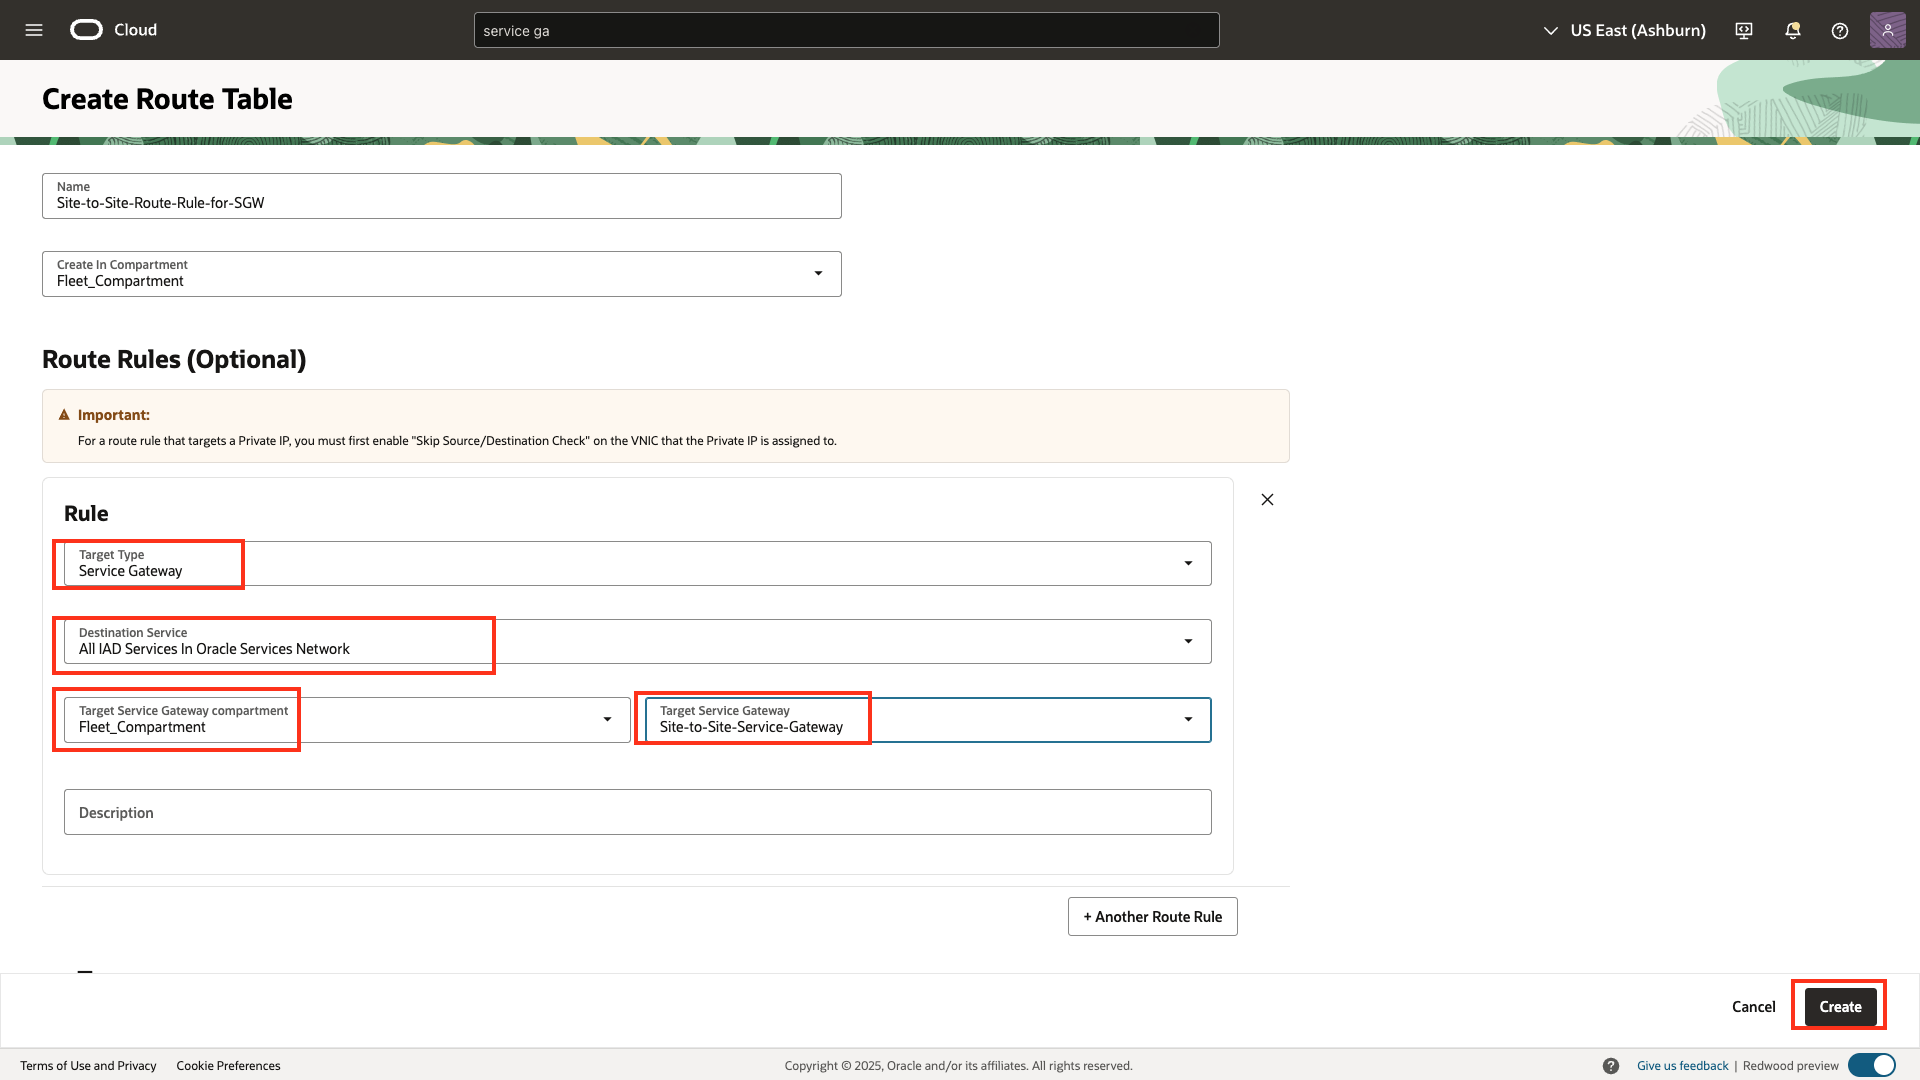 Cloud
service ga
US East (Ashburn)
Create Route Table
Name
Site-to-Site-Route-Rule-for-SGW
Create In Compartment
Fleet_Compartment
Route Rules (Optional)
Important:
For a route rule that targets a Private IP, you must first enable "Skip Source/Destination Check" on the VNIC that the Private IP is assigned to.
Rule
Target Type
Service Gateway
Destination Service
All IAD Services In Oracle Services Network
Target Service Gateway compartment
Fleet_Compartment
Target Service Gateway
Site-to-Site-Service-Gateway
Description
+ Another Route Rule
Cancel
Create
Terms of Use and Privacy
Cookie Preferences
Copyright © 2025, Oracle and/or its affiliates. All rights reserved.
Give us feedback | Redwood preview